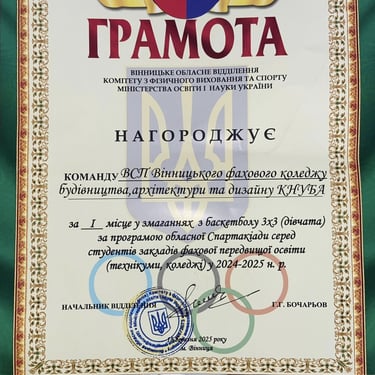 ГРАМОТА
ВІННИЦЬКЕ ОБЛАСНЕ ВІДДІЛЕННЯ
КОМІТЕТУ З ФІЗИЧНОГО ВИХОВАННЯ ТА СПОРТУ
МІНІСТЕРСТВА ОСВІТИ І НАУКИ УКРАЇНИ
НАГОРОДЖУЄ
КОМАНДУ ВСП Вінницького фахового коледжу
будівництва, архітектури та дизайну КНУБА
за I місце у змаганнях з баскетболу 3х3 (дівчата)
за програмою обласної Спартакіади серед
студентів закладів фахової передвищої освіти
(технікуми, коледжі) у 2024-2025 н. р.
НАЧАЛЬНИК ВІДДІЛЕННЯ Г.Г. БОЧАРЬОВ
2025 року
м. Вінниця